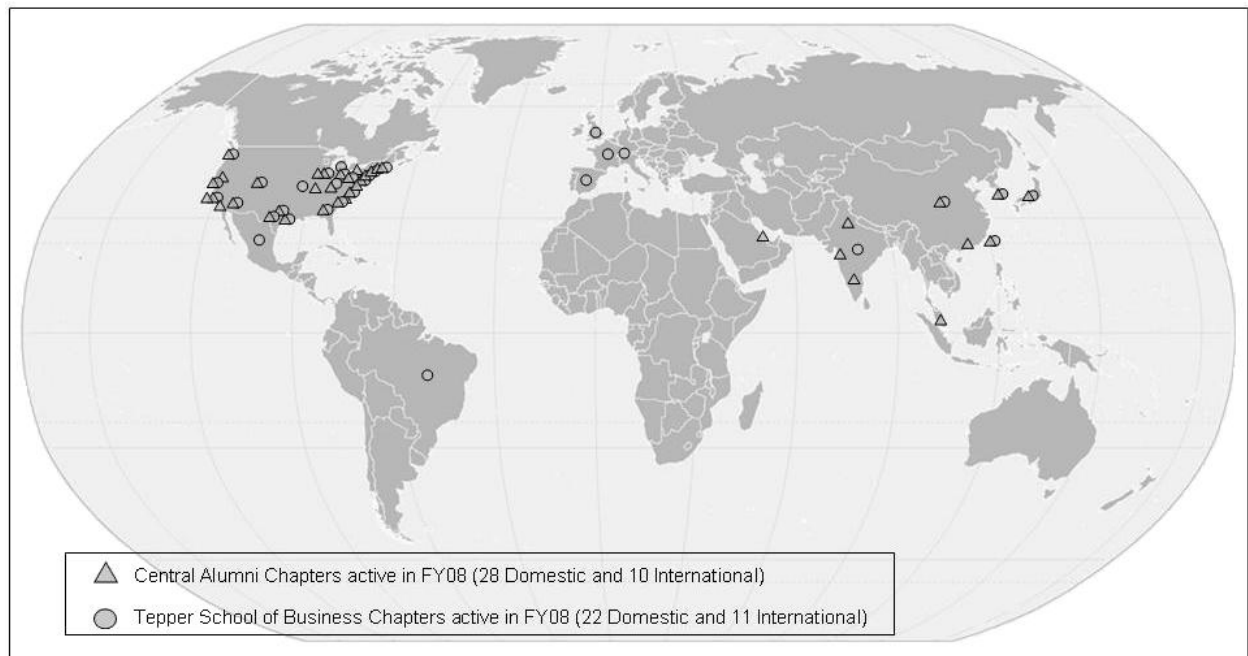 Central Alumni Chapters active in FY08 (28 Domestic and 10 International)
Tepper School of Business Chapters active in FY08 (22 Domestic and 11 International)